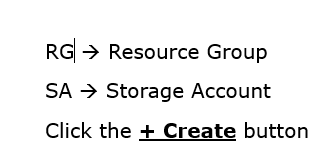 RG → Resource Group
SA → Storage Account
Click the + Create button